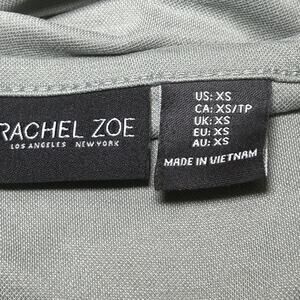 RACHEL ZOE
LOS ANGELES NEW YORK
US: XS
CA: XS/TP
UK: XS
EU: XS
AU: XS
MADE IN VIETNAM